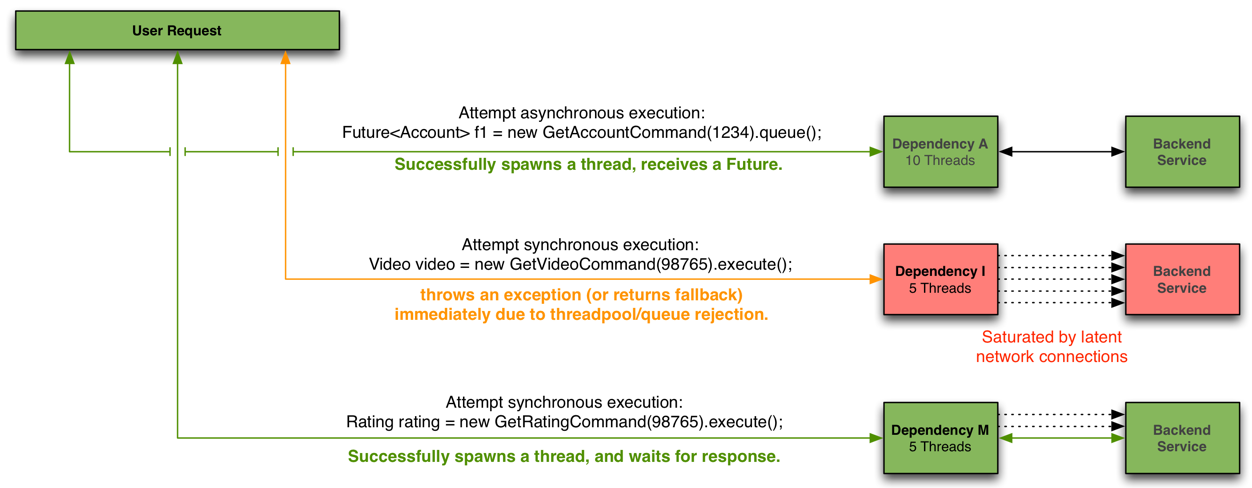 User Request
Attempt asynchronous execution:
Future<Account> f1 = new GetAccountCommand(1234).queue();
Successfully spawns a thread, receives a Future.
Dependency A
10 Threads
Backend
Service
Attempt synchronous execution:
Video video = new GetVideoCommand(98765).execute();
throws an exception (or returns fallback)
immediately due to threadpool/queue rejection.
Dependency I
5 Threads
Backend
Service
Saturated by latent
network connections
Attempt synchronous execution:
Rating rating = new GetRatingCommand(98765).execute();
Successfully spawns a thread, and waits for response.
Dependency M
5 Threads
Backend
Service